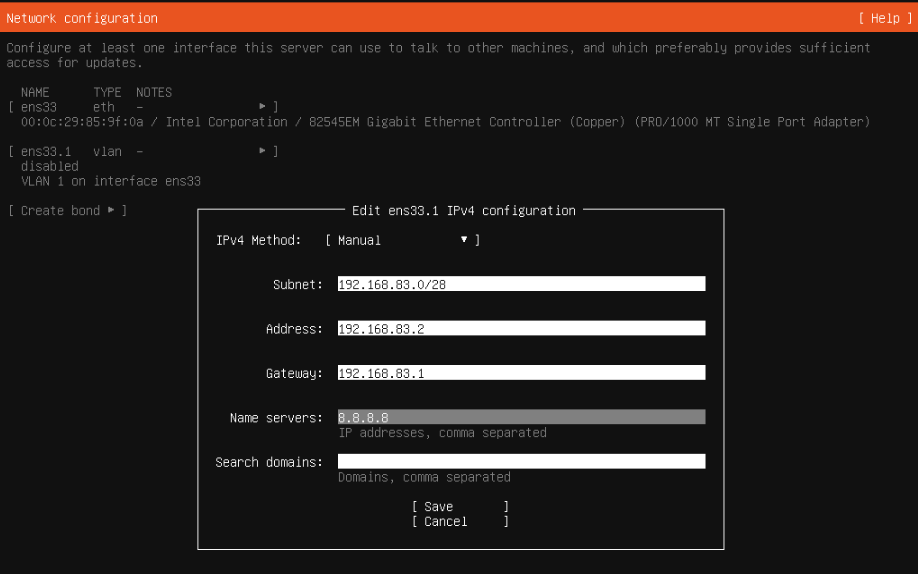 Network configuration [ Help ]
Configure at least one interface this server can use to talk to other machines, and which preferably provides sufficient
access for updates.
NAME TYPE NOTES
[ ens33 eth – ▸ ]
00:0c:29:85:9f:0a / Intel Corporation / 82545EM Gigabit Ethernet Controller (Copper) (PRO/1000 MT Single Port Adapter)
[ ens33.1 vlan – ▸ ]
disabled
VLAN 1 on interface ens33
[ Create bond ▸ ]
Edit ens33.1 IPv4 configuration
IPv4 Method: [ Manual ▾ ]
Subnet: 192.168.83.0/28
Address: 192.168.83.2
Gateway: 192.168.83.1
Name servers: 8.8.8.8
IP addresses, comma separated
Search domains:
Domains, comma separated
[ Save ]
[ Cancel ]